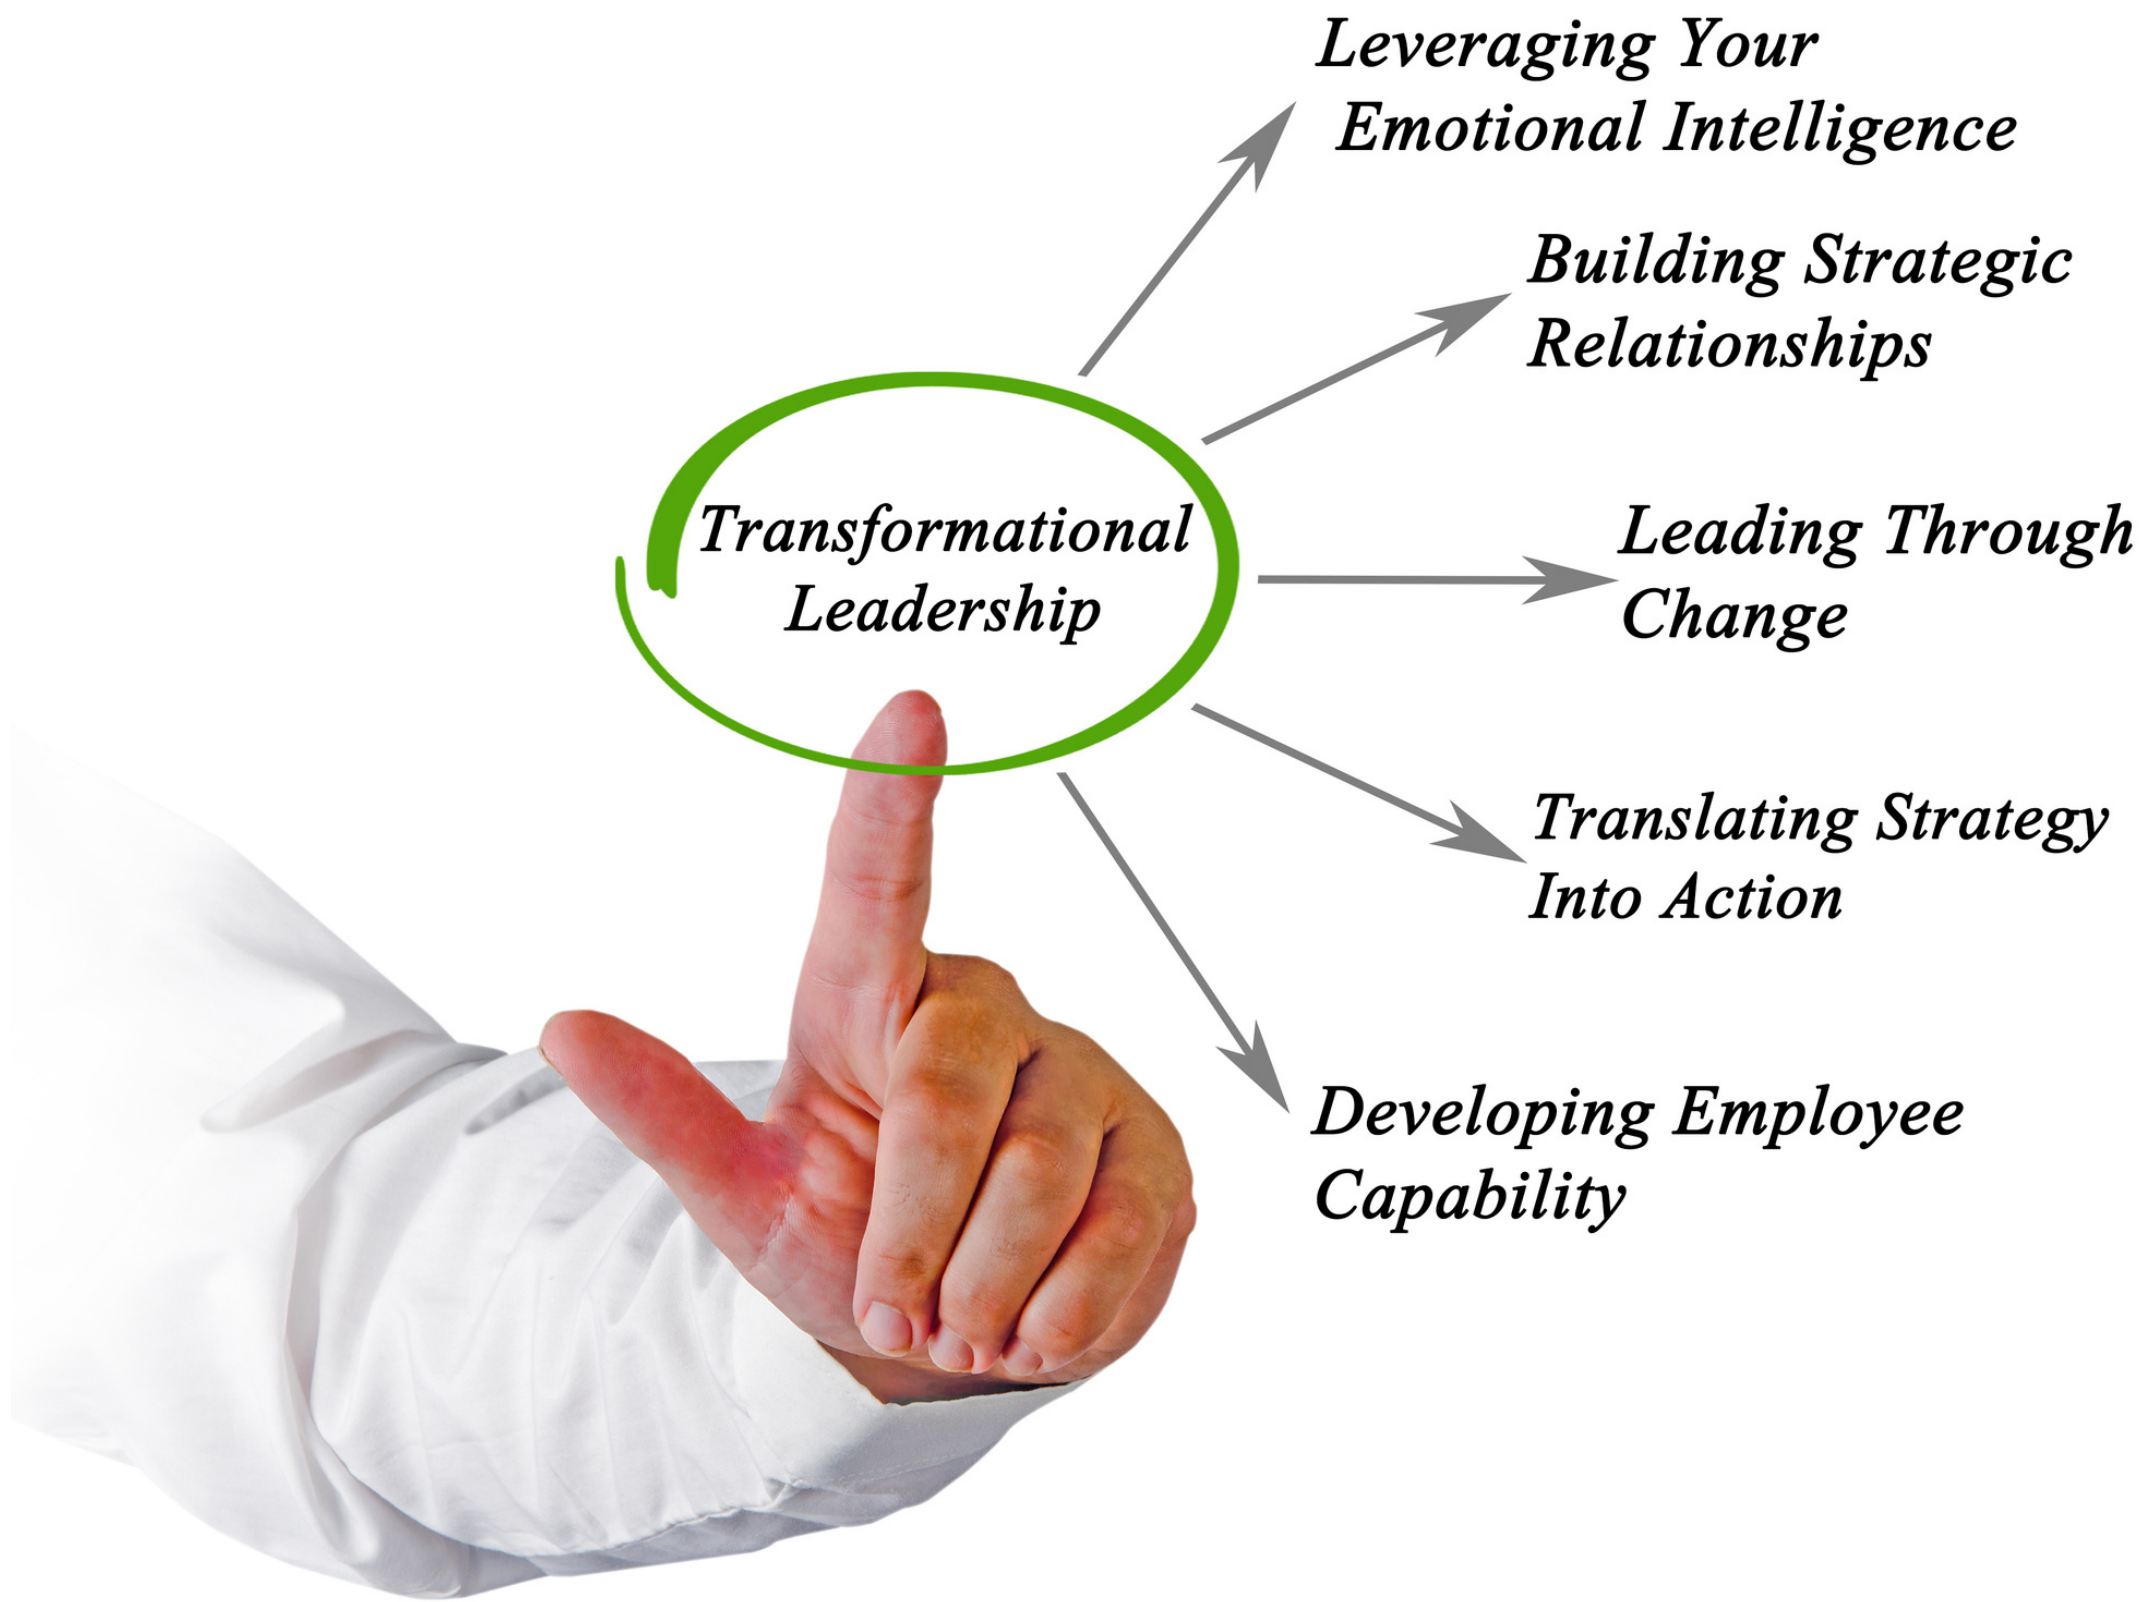 Leveraging Your
Emotional Intelligence
Building Strategic
Relationships
Transformational
Leadership
Leading Through
Change
Translating Strategy
Into Action
Developing Employee
Capability